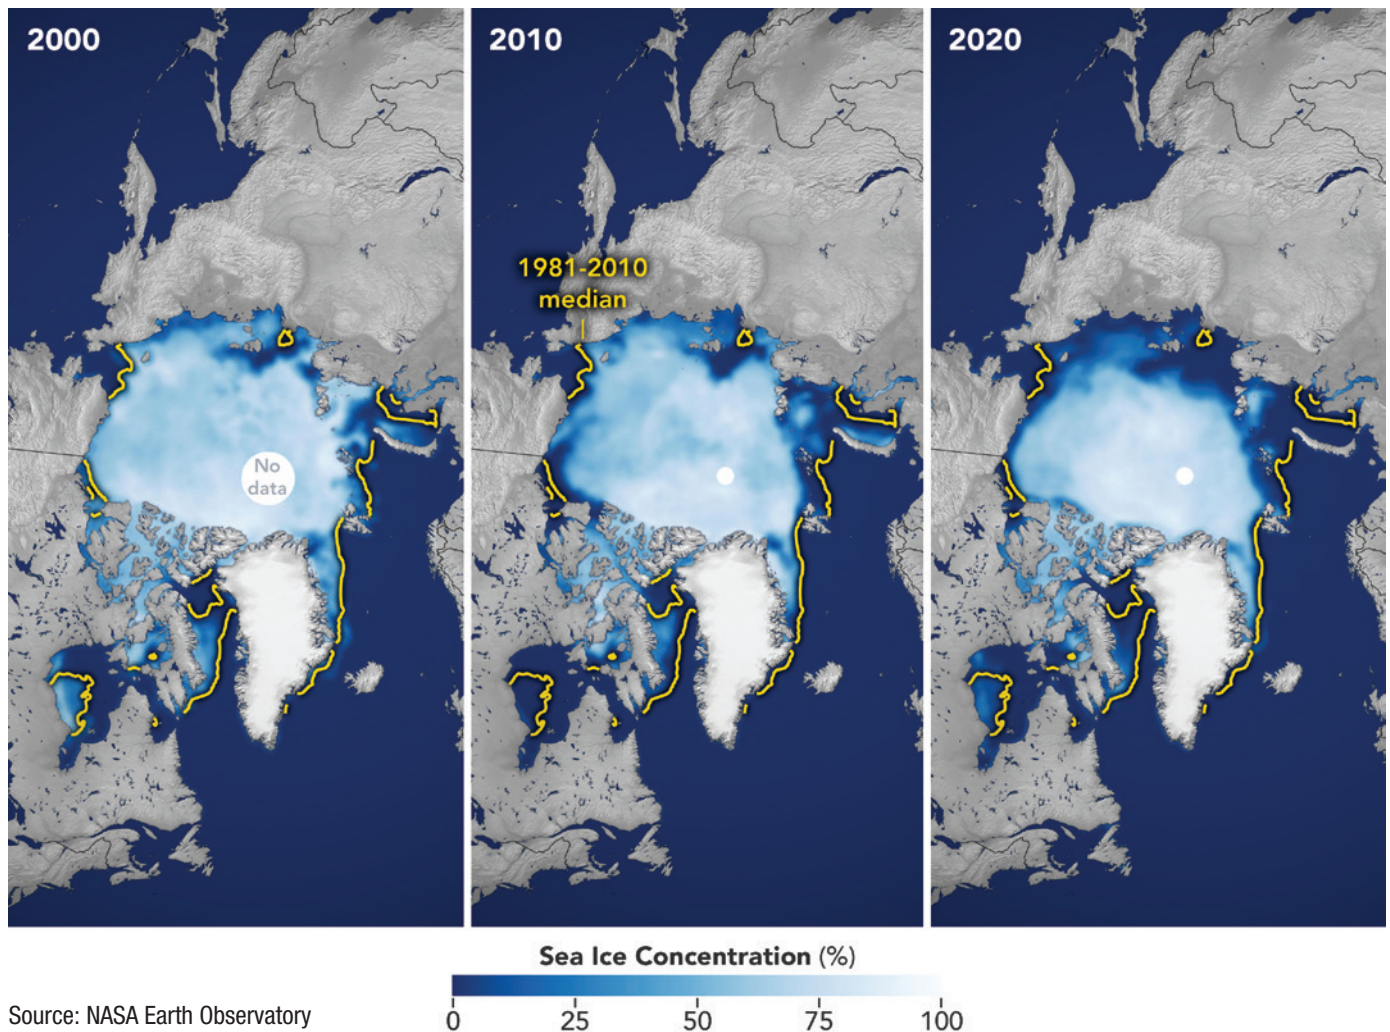 2000
2010
2020
1981-2010
median
No
data
Sea Ice Concentration (%)
0 25 50 75 100
Source: NASA Earth Observatory